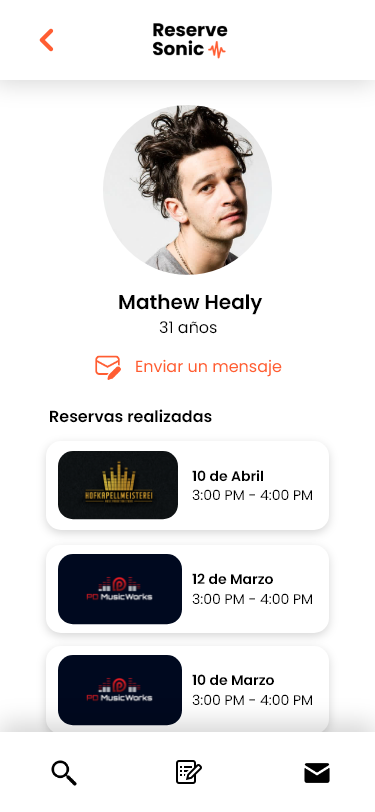 Reserve
Sonic
Mathew Healy
31 años
Enviar un mensaje
Reservas realizadas
HOFKAPELLMEISTEREI
10 de Abril
3:00 PM - 4:00 PM
PD MusicWorks
12 de Marzo
3:00 PM - 4:00 PM
PD MusicWorks
10 de Marzo
3:00 PM - 4:00 PM